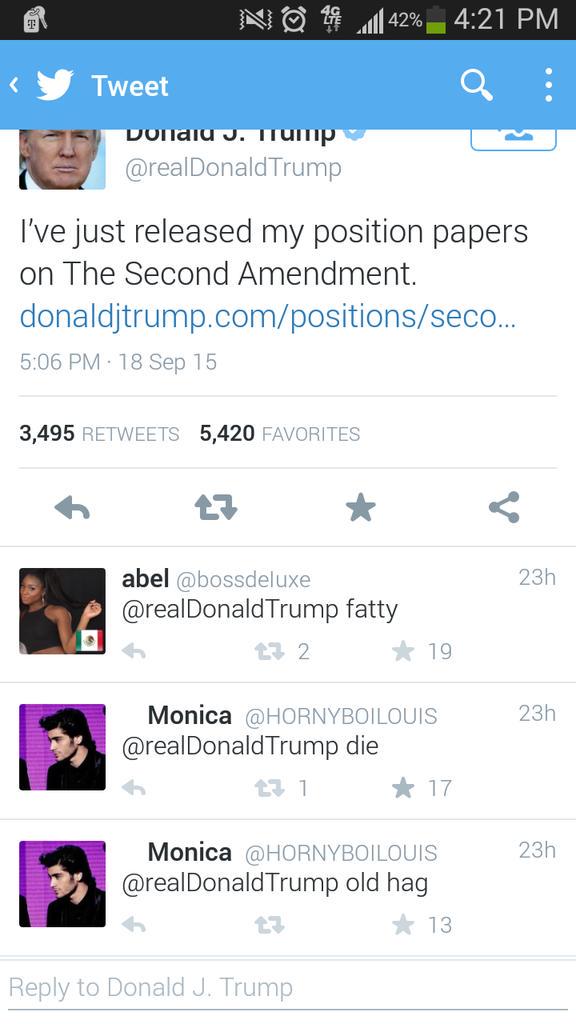 4G LTE 42% 4:21 PM
Tweet
Donald J. Trump
@realDonaldTrump
I've just released my position papers
on The Second Amendment.
donaldjtrump.com/positions/seco...
5:06 PM · 18 Sep 15
3,495 RETWEETS 5,420 FAVORITES
abel @bossdeluxe 23h
@realDonaldTrump fatty
2 19
Monica @HORNYBOILOUIS 23h
@realDonaldTrump die
1 17
Monica @HORNYBOILOUIS 23h
@realDonaldTrump old hag
13
Reply to Donald J. Trump